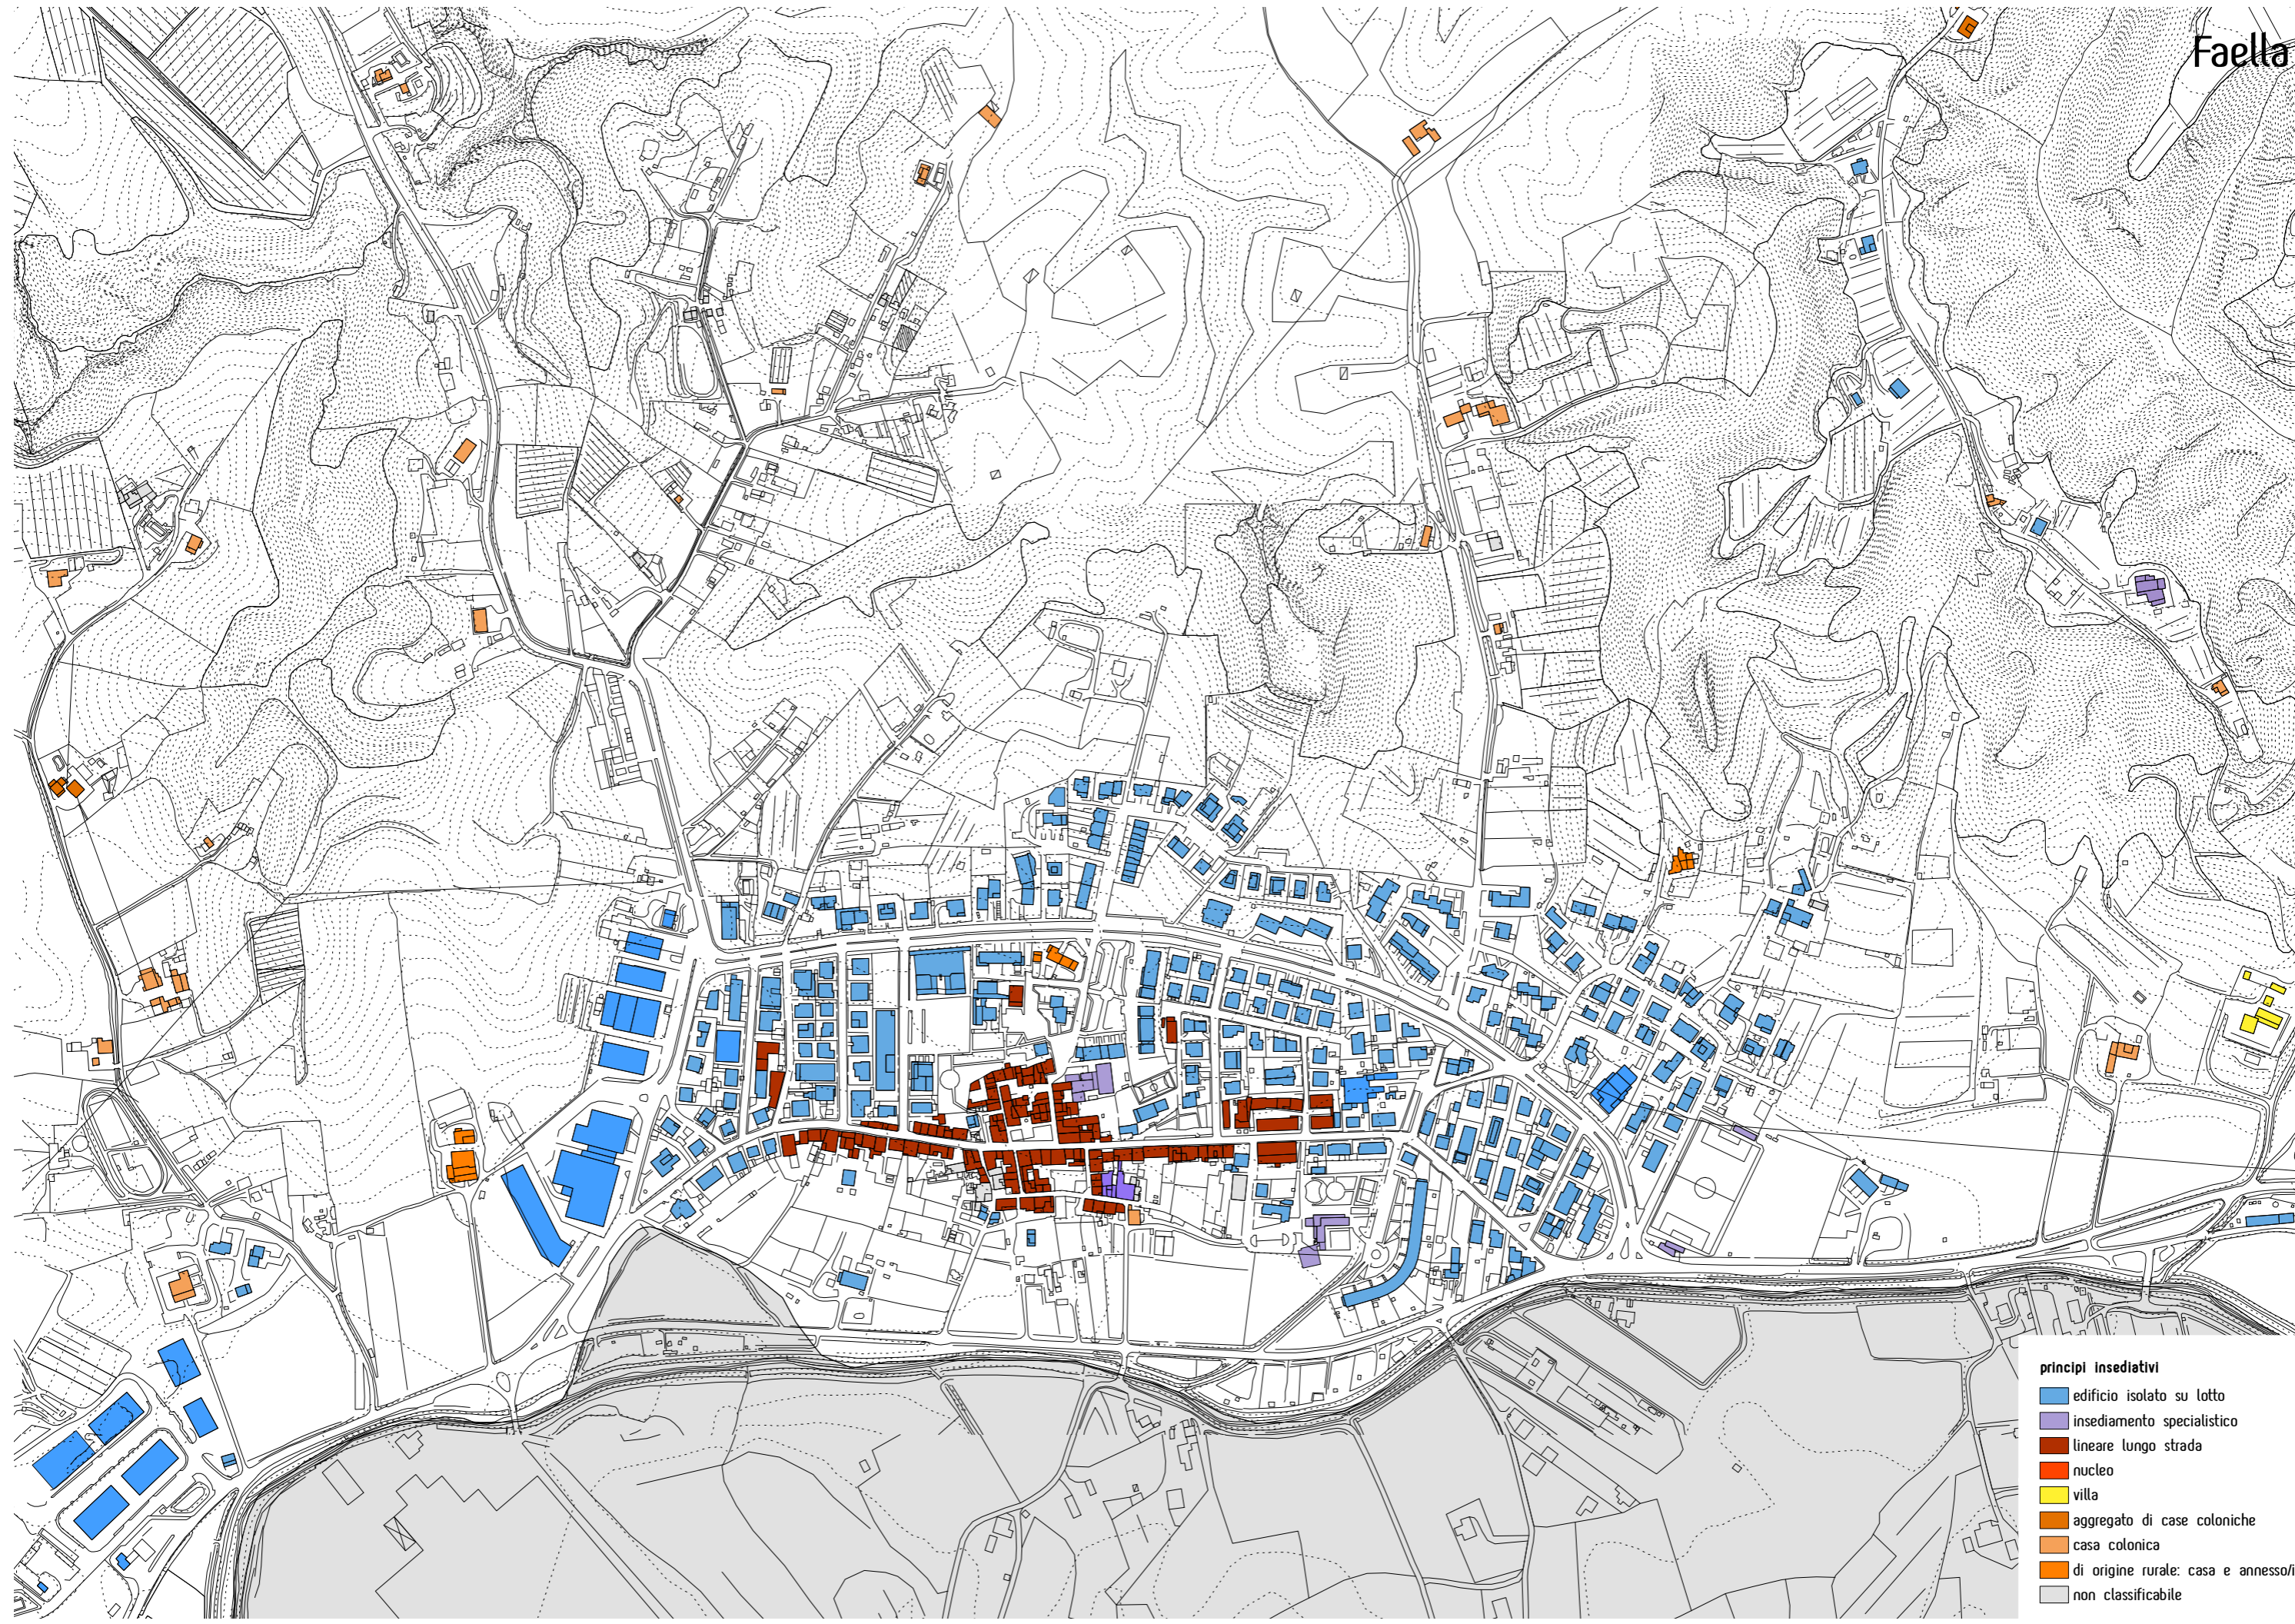 Faella
principi insediativi
edificio isolato su lotto
insediamento specialistico
lineare lungo strada
nucleo
villa
aggregato di case coloniche
casa colonica
di origine rurale: casa e annesso/i
non classificabile